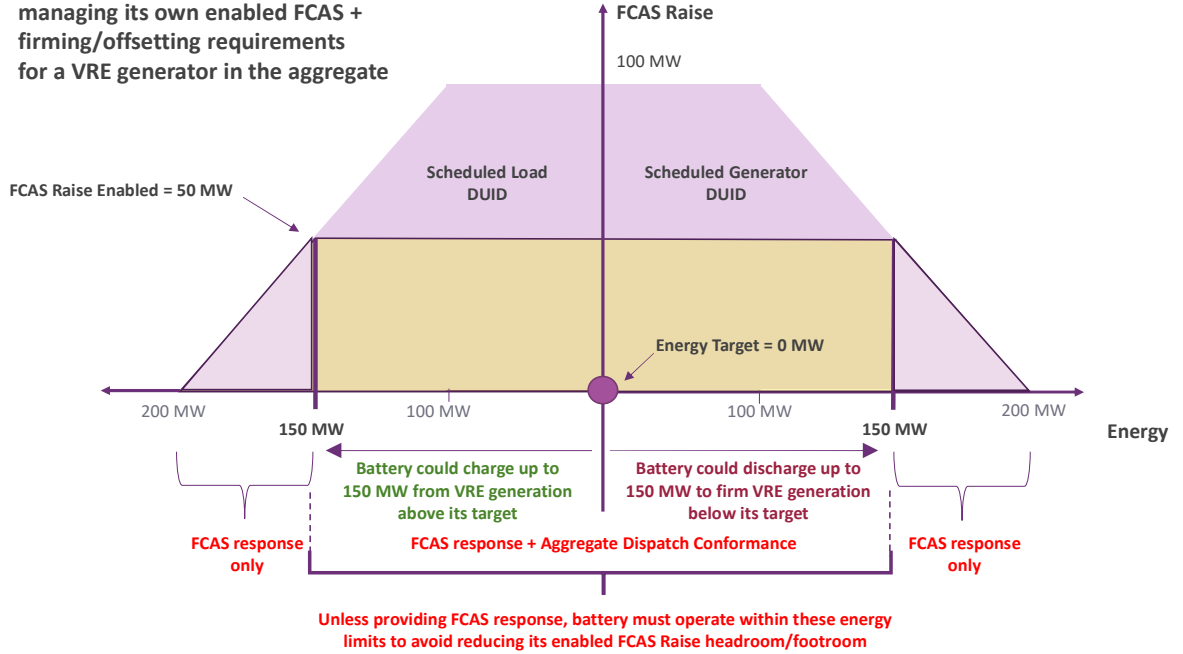 managing its own enabled FCAS +
firming/offsetting requirements
for a VRE generator in the aggregate
FCAS Raise
100 MW
Scheduled Load
DUID
Scheduled Generator
DUID
FCAS Raise Enabled = 50 MW
Energy Target = 0 MW
200 MW
100 MW
100 MW
200 MW
150 MW
150 MW
Energy
Battery could charge up to
150 MW from VRE generation
above its target
Battery could discharge up to
150 MW to firm VRE generation
below its target
FCAS response
only
FCAS response + Aggregate Dispatch Conformance
FCAS response
only
Unless providing FCAS response, battery must operate within these energy
limits to avoid reducing its enabled FCAS Raise headroom/footroom